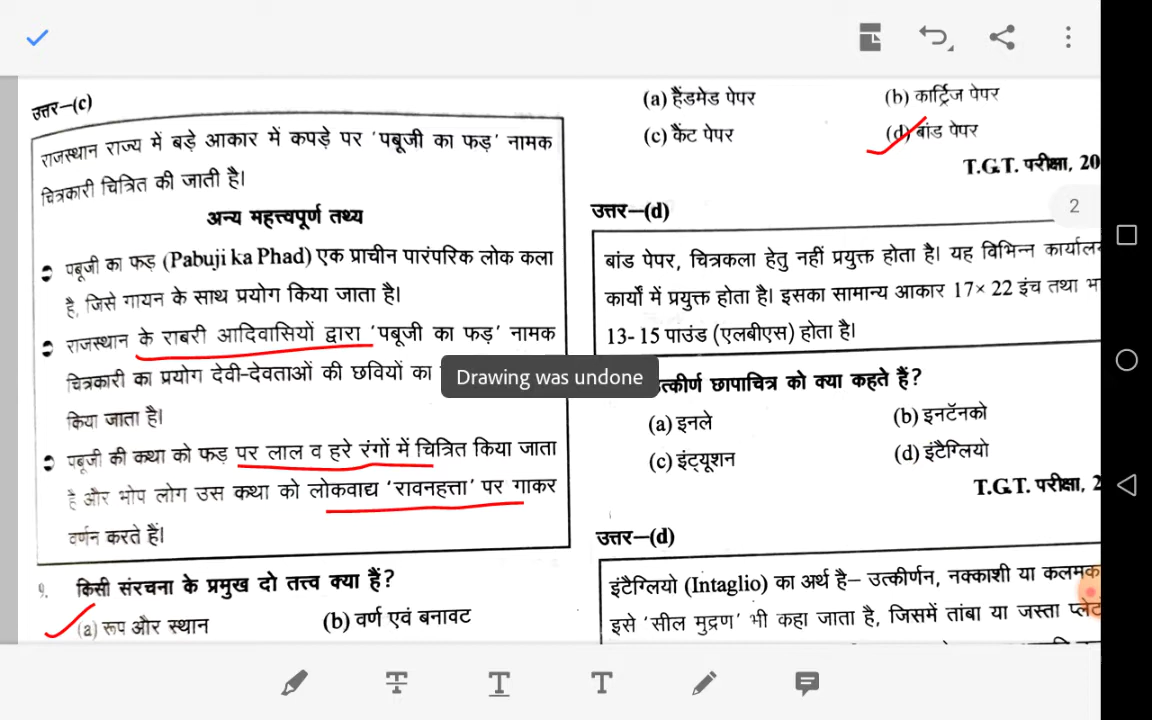 उत्तर–(c)
राजस्थान राज्य में बड़े आकार में कपड़े पर 'पबूजी का फड़' नामक
चित्रकारी चित्रित की जाती है।
अन्य महत्त्वपूर्ण तथ्य
पबूजी का फड़ (Pabuji ka Phad) एक प्राचीन पारंपरिक लोक कला
है, जिसे गायन के साथ प्रयोग किया जाता है।
राजस्थान के राबरी आदिवासियों द्वारा 'पबूजी का फड़' नामक
चित्रकारी का प्रयोग देवी-देवताओं की छवियों का
किया जाता है।
पबूजी की कथा को फड़ पर लाल व हरे रंगों में चित्रित किया जाता
है और भोप लोग उस कथा को लोकवाद्य 'रावनहत्ता' पर गाकर
वर्णन करते हैं।
9. किसी संरचना के प्रमुख दो तत्त्व क्या हैं?
(a) रूप और स्थान
(b) वर्ण एवं बनावट
(a) हैंडमेड पेपर
(b) कार्ट्रिज पेपर
(c) कैंट पेपर
(d) बांड पेपर
T.G.T. परीक्षा, 20
2
उत्तर–(d)
बांड पेपर, चित्रकला हेतु नहीं प्रयुक्त होता है। यह विभिन्न कार्यालय
कार्यों में प्रयुक्त होता है। इसका सामान्य आकार 17× 22 इंच तथा भा
13- 15 पाउंड (एलबीएस) होता है।
Drawing was undone
त्कीर्ण छापाचित्र को क्या कहते हैं?
(a) इनले
(b) इनटॅनको
(c) इंट्यूशन
(d) इंटैग्लियो
T.G.T. परीक्षा, 2
उत्तर–(d)
इंटैग्लियो (Intaglio) का अर्थ है– उत्कीर्णन, नक्काशी या कलमक
इसे 'सील मुद्रण' भी कहा जाता है, जिसमें तांबा या जस्ता प्लेट